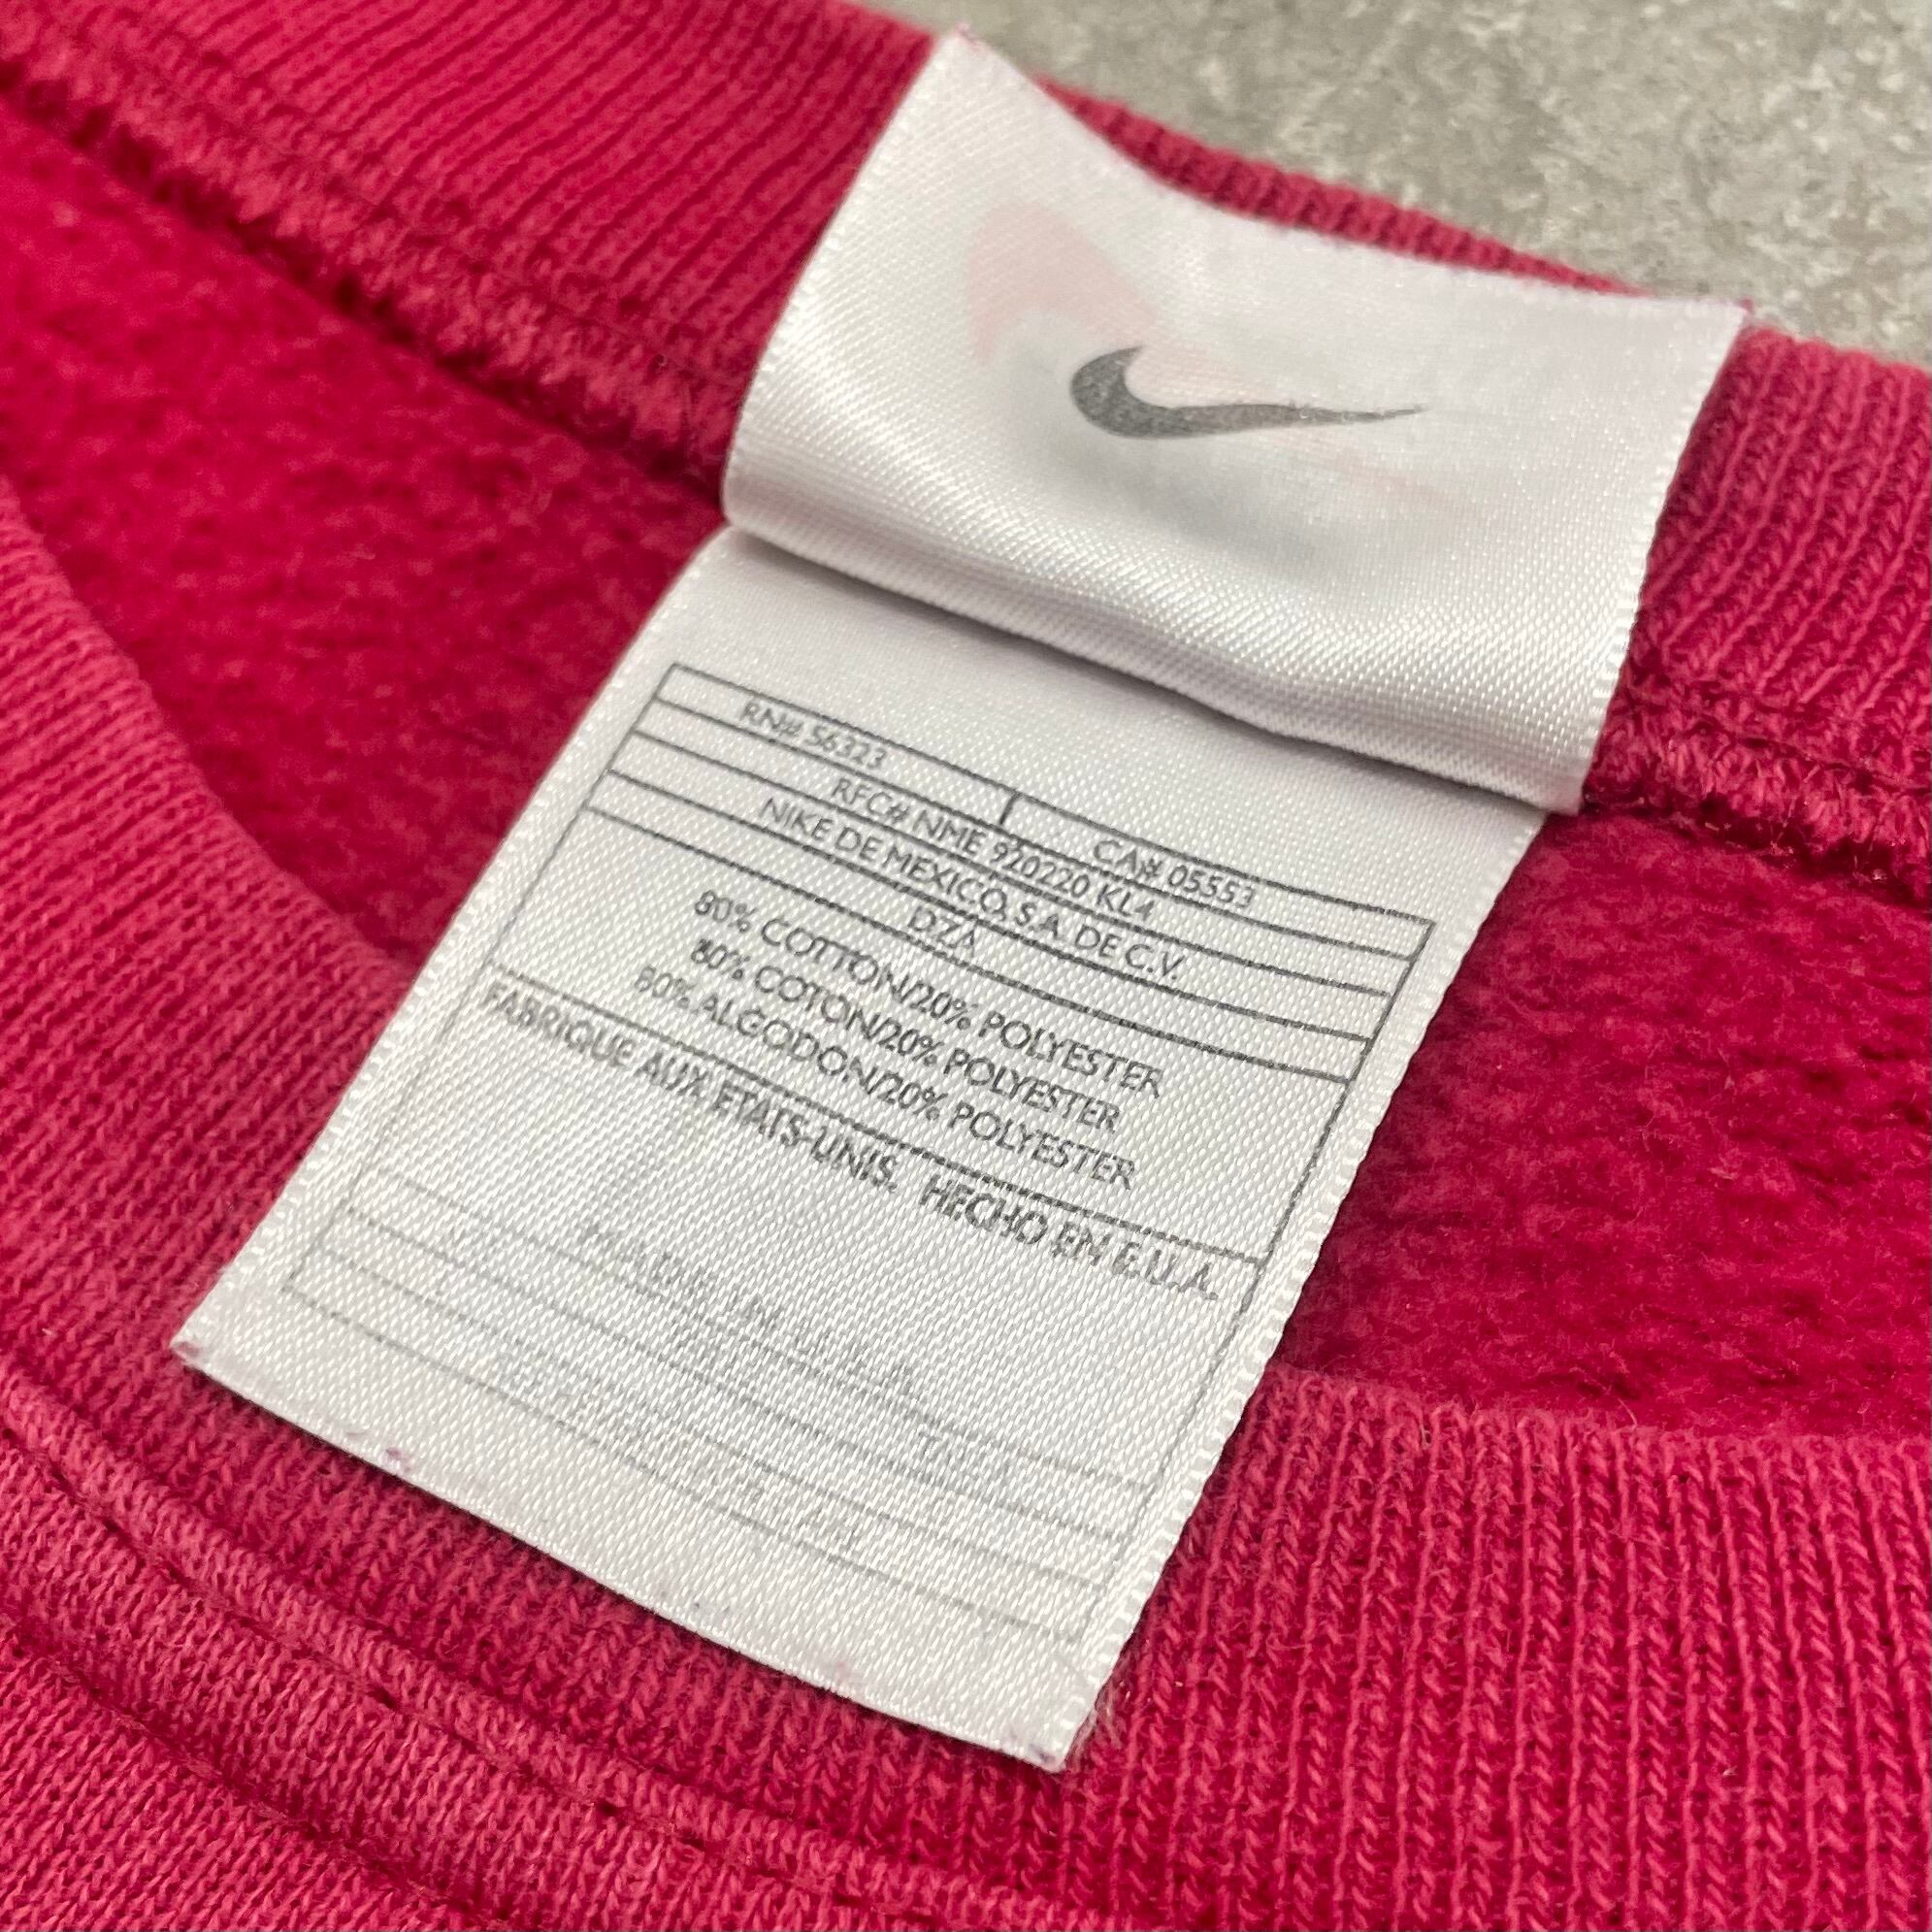 RN# 56323 CA# 05553
RFC# NME 920220 KL4
NIKE DE MEXICO, S.A. DE C.V.
DZA
80% COTTON/20% POLYESTER
80% COTON/20% POLYESTER
80% ALGODON/20% POLYESTER
FABRIQUE AUX ETATS-UNIS. HECHO EN E.U.A.